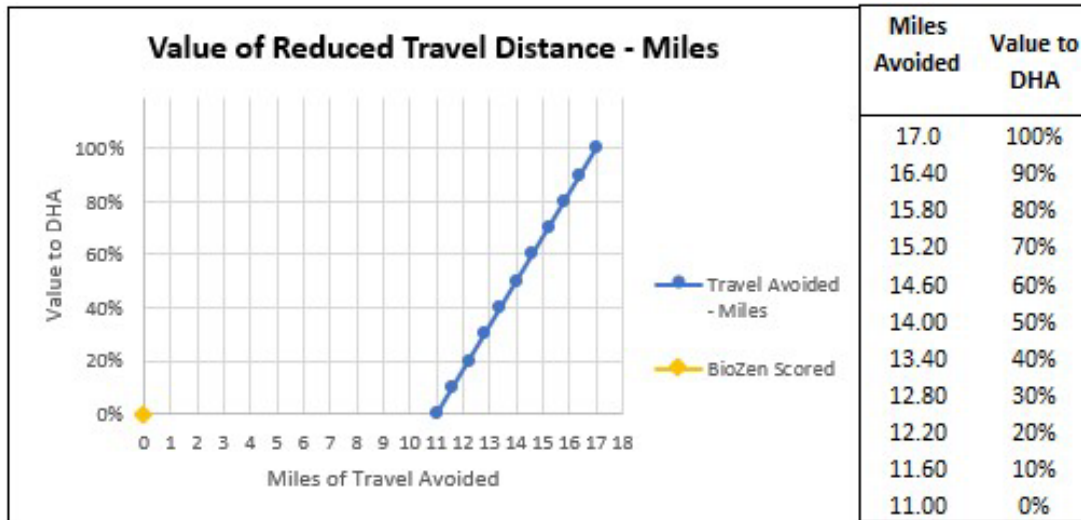 Value of Reduced Travel Distance - Miles
Value to DHA
100%
80%
60%
40%
20%
0%
0 1 2 3 4 5 6 7 8 9 10 11 12 13 14 15 16 17 18
Miles of Travel Avoided
Travel Avoided
- Miles
BioZen Scored
Miles Avoided Value to DHA
17.0 100%
16.40 90%
15.80 80%
15.20 70%
14.60 60%
14.00 50%
13.40 40%
12.80 30%
12.20 20%
11.60 10%
11.00 0%